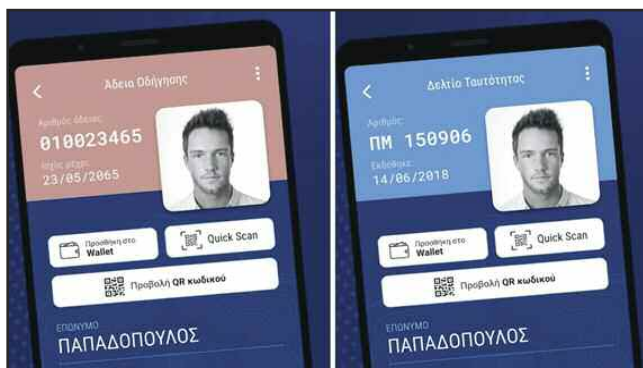 Άδεια Οδήγησης
Αριθμός άδειας:
010023465
Ισχύς μέχρι:
23/05/2065
Προσθήκη στο
Wallet
Quick Scan
Προβολή QR κωδικού
ΕΠΩΝΥΜΟ
ΠΑΠΑΔΟΠΟΥΛΟΣ
Δελτίο Ταυτότητας
Αριθμός:
ΠΜ 150906
Εκδόθηκε:
14/06/2018
Προσθήκη στο
Wallet
Quick Scan
Προβολή QR κωδικού
ΕΠΩΝΥΜΟ
ΠΑΠΑΔΟΠΟΥΛΟΣ